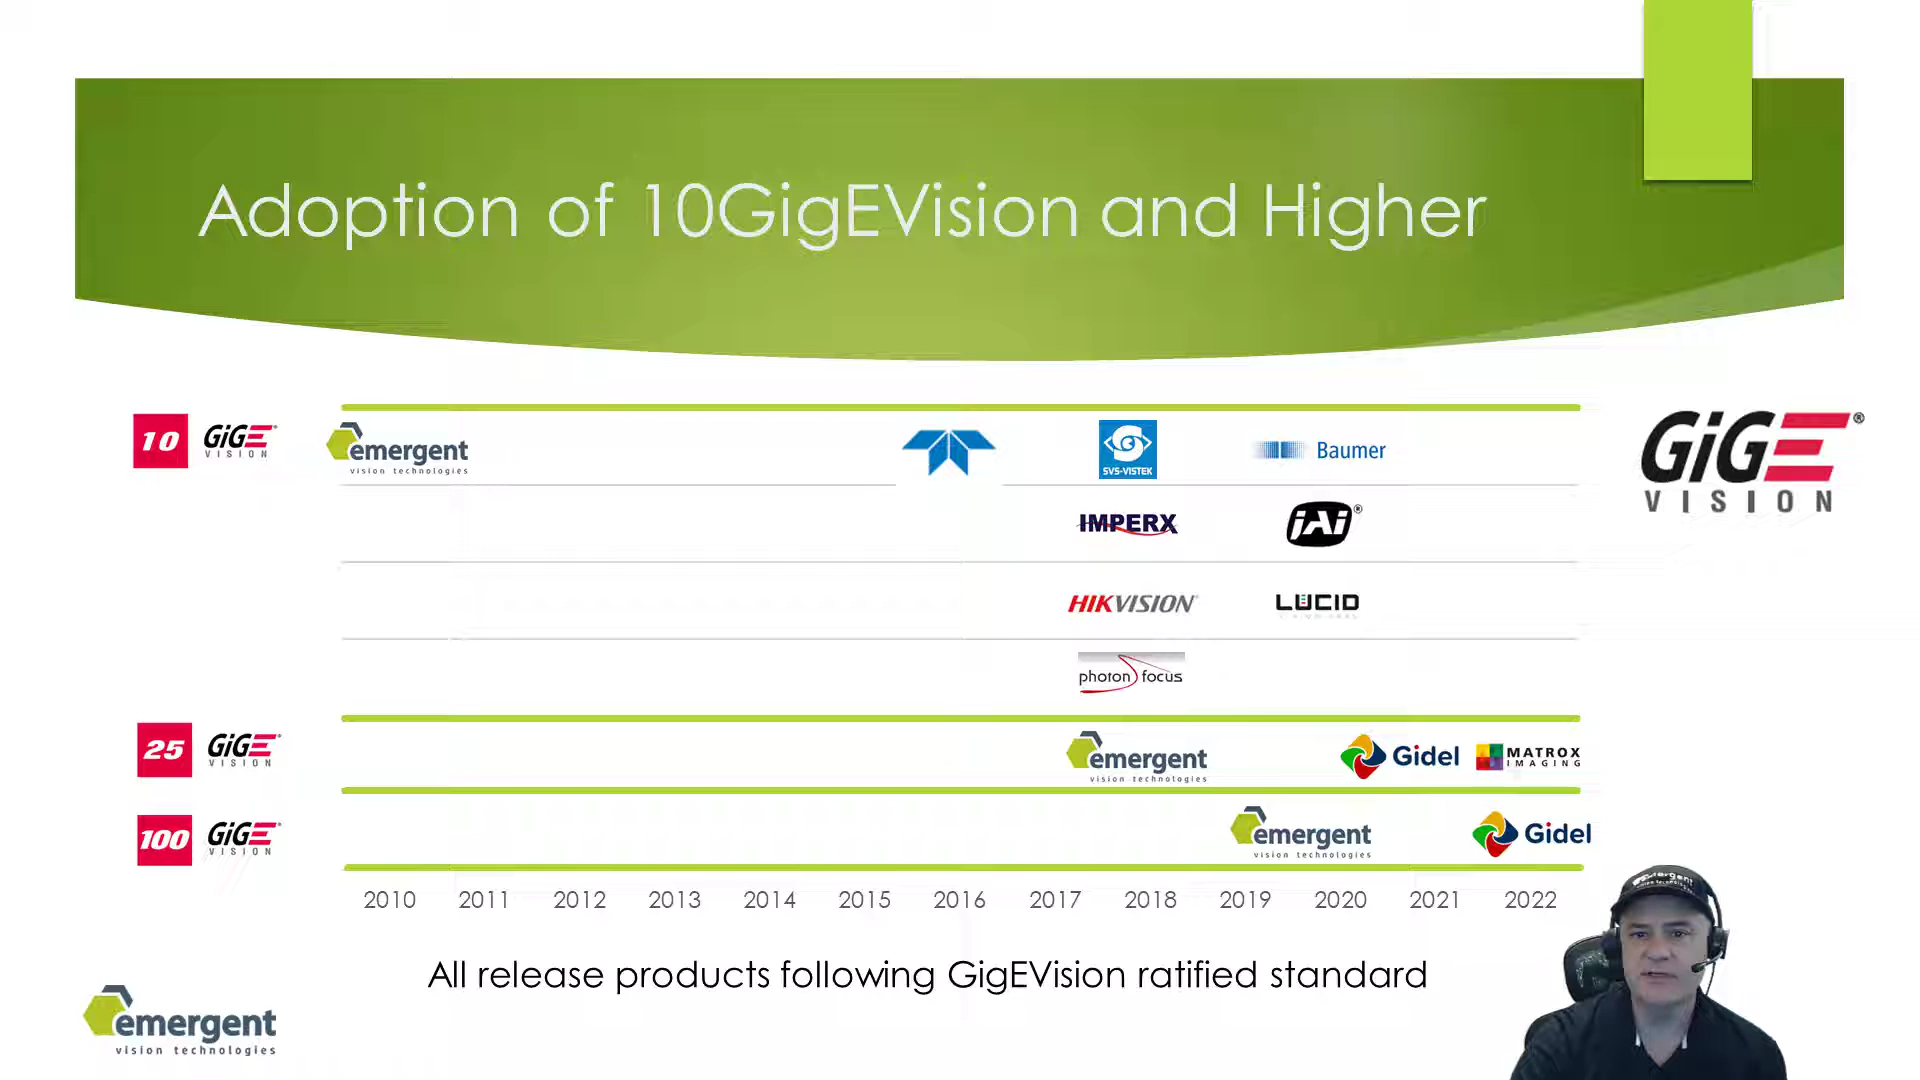 Adoption of 10GigEVision and Higher
10 GiGE VISION
emergent vision technologies
SVS-VISTEK
Baumer
GiGE® VISION
IMPERX
JAi®
HIKVISION
LUCID
photon focus
25 GiGE VISION
emergent vision technologies
Gidel
MATROX IMAGING
100 GiGE VISION
emergent vision technologies
Gidel
2010 2011 2012 2013 2014 2015 2016 2017 2018 2019 2020 2021 2022
All release products following GigEVision ratified standard
emergent
vision technologies